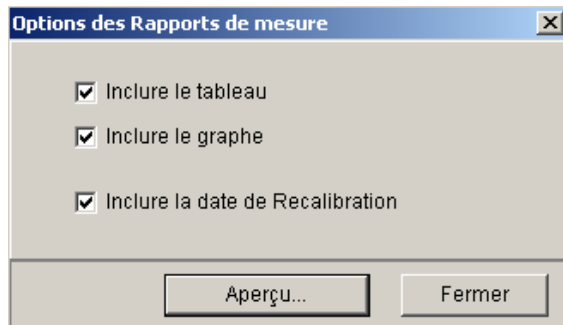 Options des Rapports de mesure
Inclure le tableau
Inclure le graphe
Inclure la date de Recalibration
Aperçu... Fermer